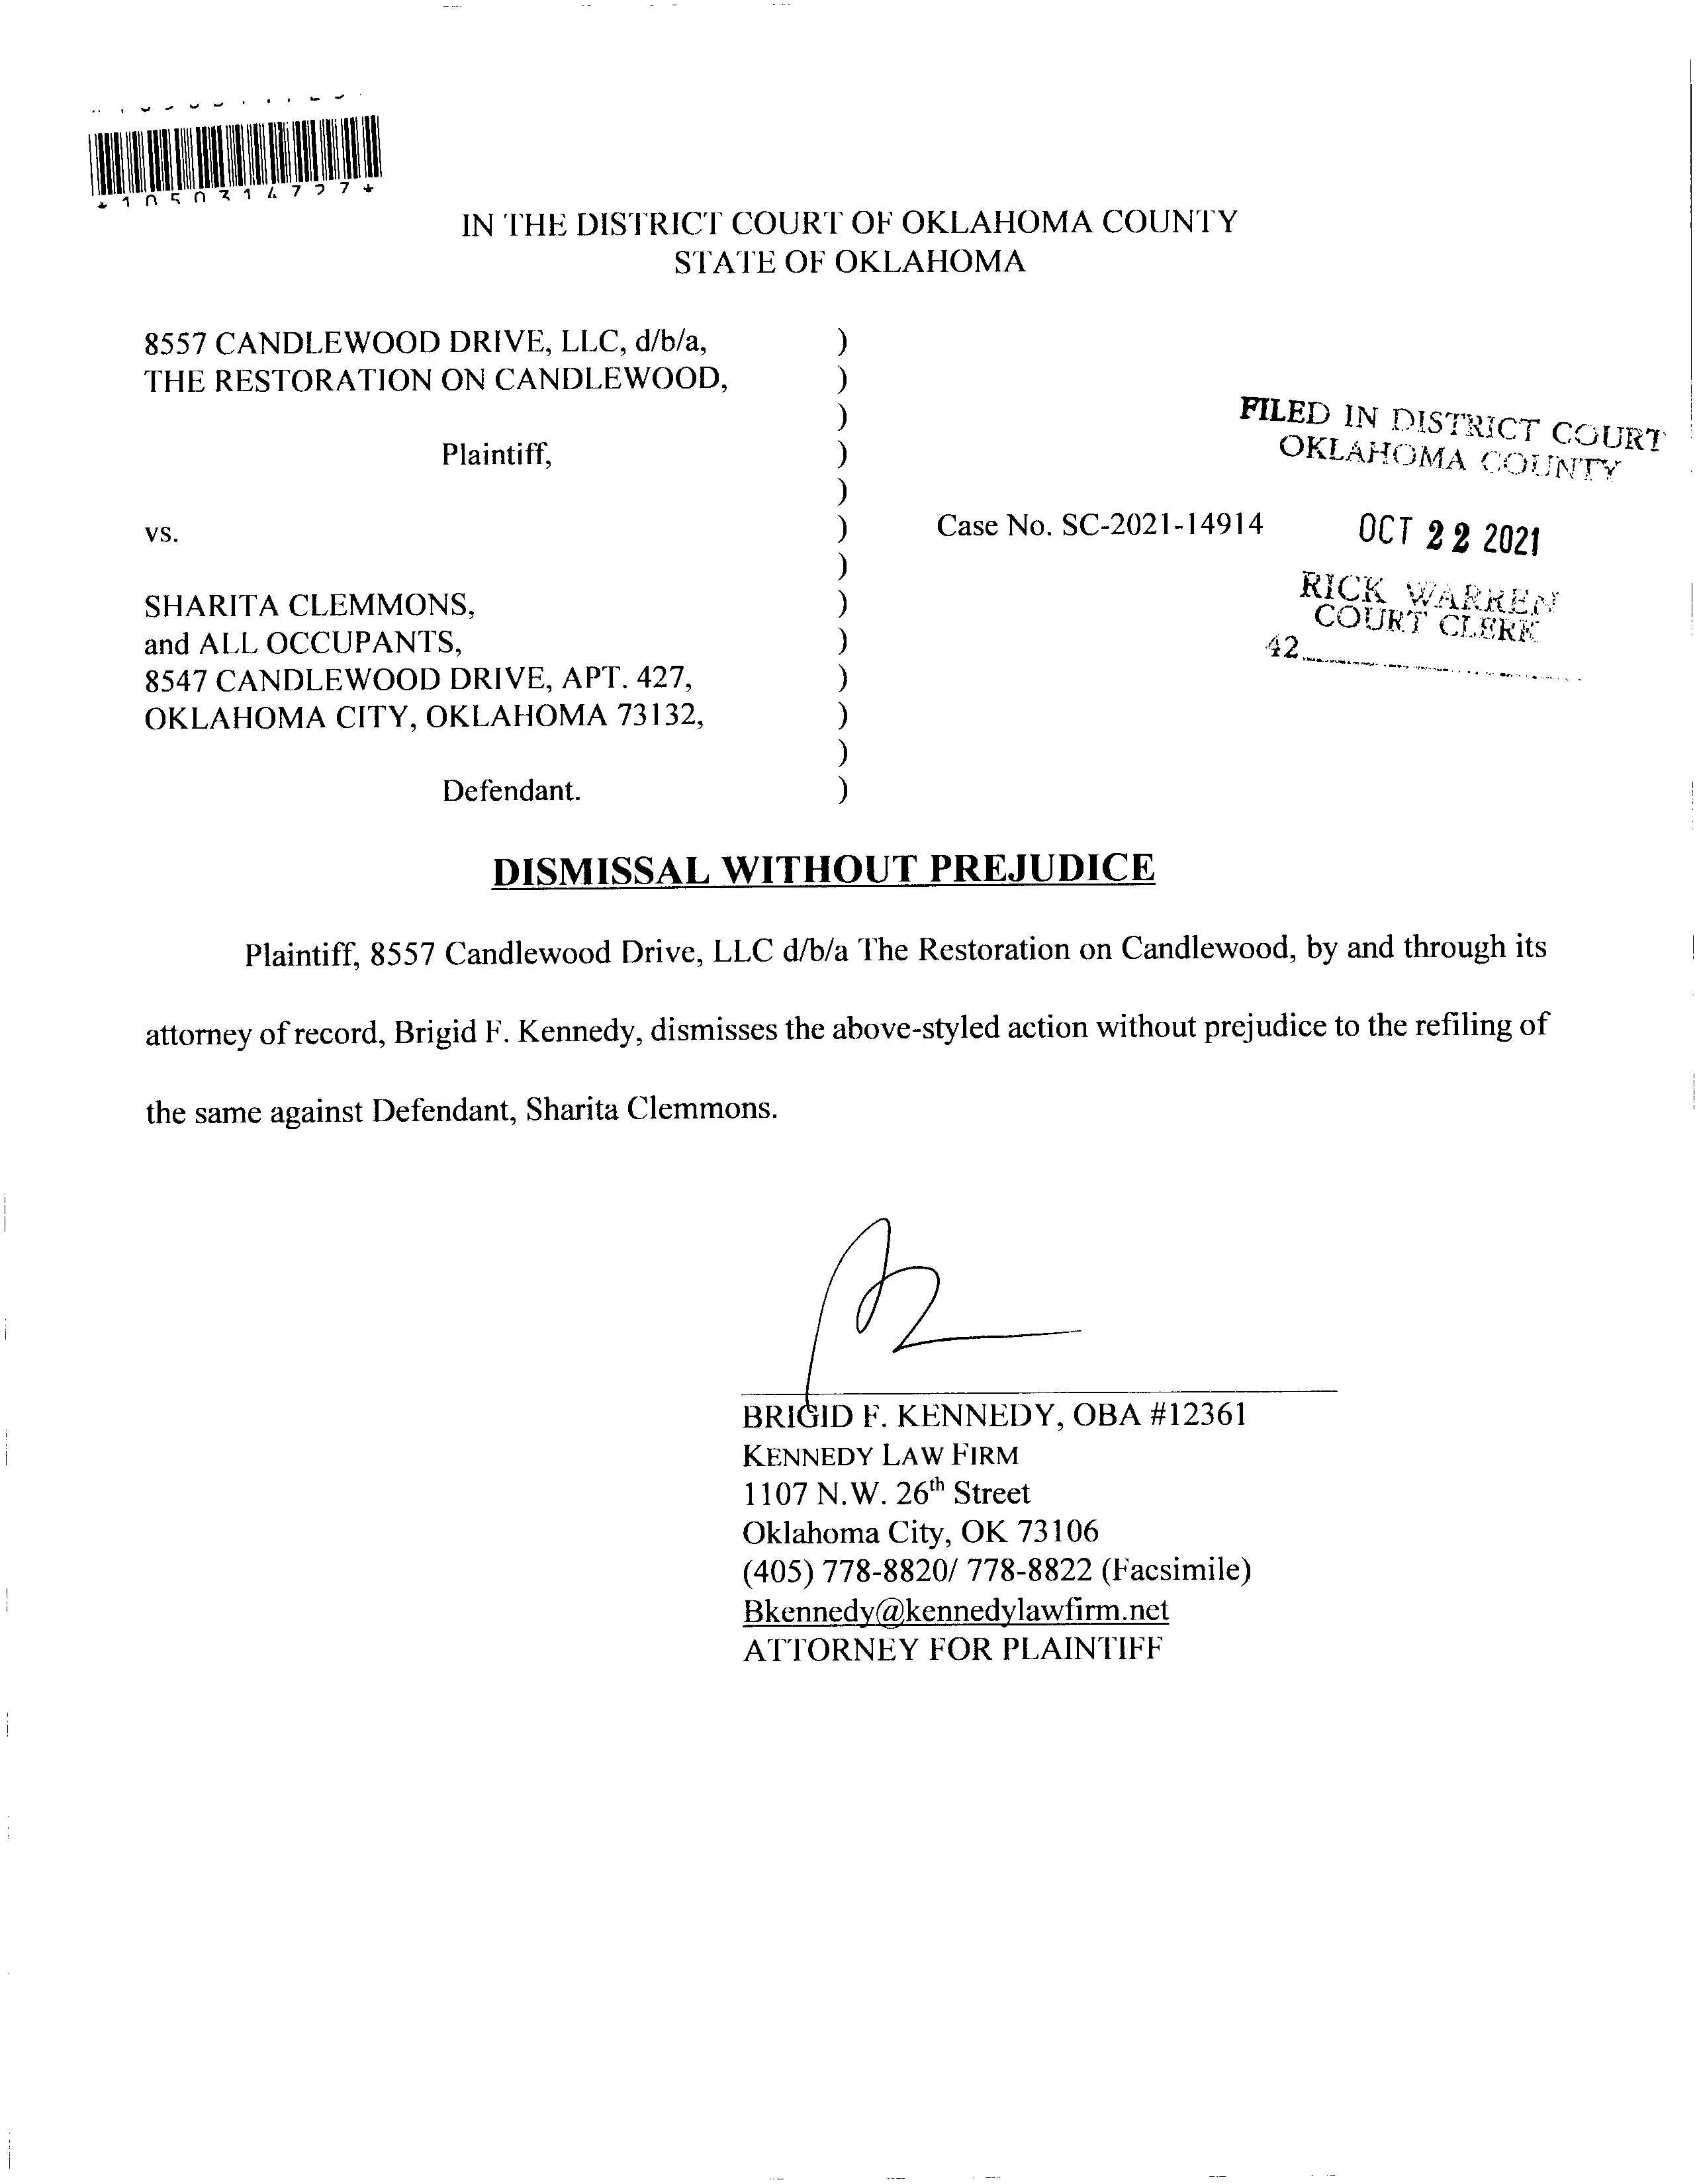 *1050314727*
IN THE DISTRICT COURT OF OKLAHOMA COUNTY
STATE OF OKLAHOMA
8557 CANDLEWOOD DRIVE, LLC, d/b/a, )
THE RESTORATION ON CANDLEWOOD, )
)
Plaintiff, )
)
vs. ) Case No. SC-2021-14914
)
SHARITA CLEMMONS, )
and ALL OCCUPANTS, )
8547 CANDLEWOOD DRIVE, APT. 427, )
OKLAHOMA CITY, OKLAHOMA 73132, )
)
Defendant. )
FILED IN DISTRICT COURT
OKLAHOMA COUNTY
OCT 22 2021
RICK WARREN
COURT CLERK
42
DISMISSAL WITHOUT PREJUDICE
Plaintiff, 8557 Candlewood Drive, LLC d/b/a The Restoration on Candlewood, by and through its
attorney of record, Brigid F. Kennedy, dismisses the above-styled action without prejudice to the refiling of
the same against Defendant, Sharita Clemmons.
BRIGID F. KENNEDY, OBA #12361
KENNEDY LAW FIRM
1107 N.W. 26th Street
Oklahoma City, OK 73106
(405) 778-8820/ 778-8822 (Facsimile)
Bkennedy@kennedylawfirm.net
ATTORNEY FOR PLAINTIFF